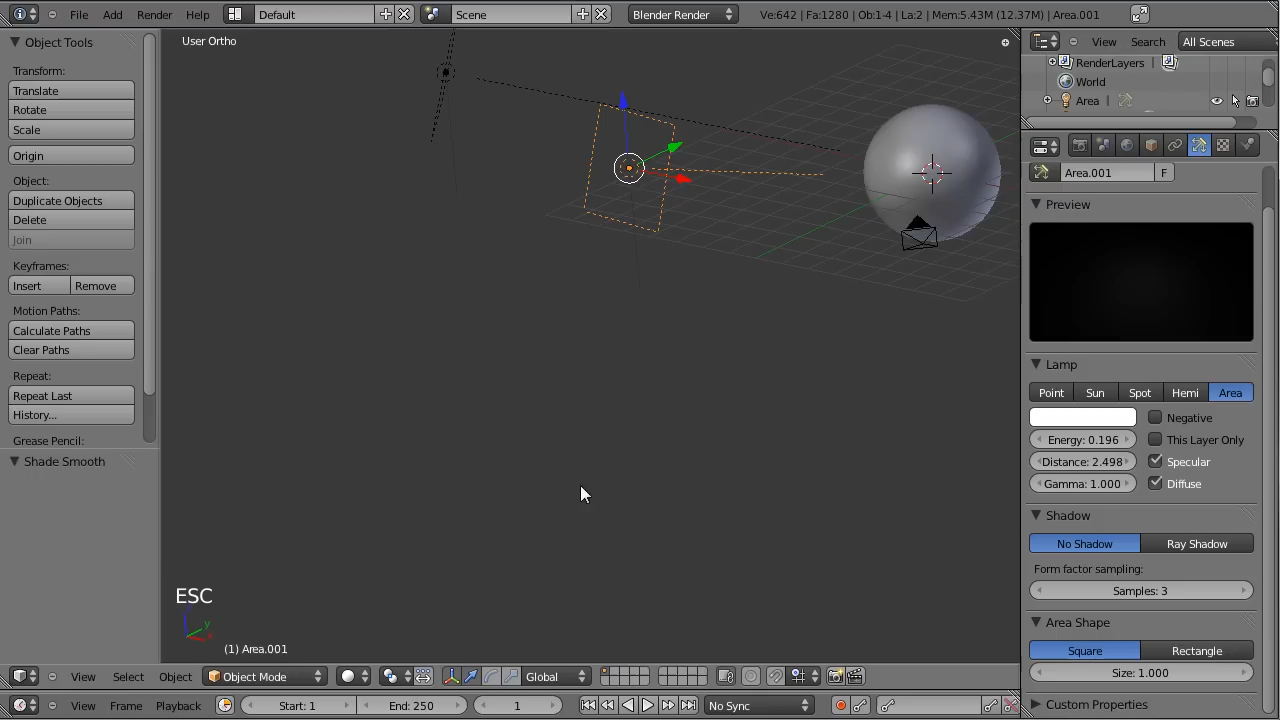 File Add Render Help Default Scene Blender Render Ve:642 | Fa:1280 | Ob:1-4 | La:2 | Mem:5.43M (12.37M) | Area.001
Object Tools
Transform:
Translate
Rotate
Scale
Origin
Object:
Duplicate Objects
Delete
Join
Keyframes:
Insert Remove
Motion Paths:
Calculate Paths
Clear Paths
Repeat:
Repeat Last
History...
Grease Pencil:
Shade Smooth
User Ortho
ESC
y
x
(1) Area.001
View Select Object Object Mode Global
View Frame Playback Start: 1 End: 250 1 No Sync
View Search All Scenes
RenderLayers |
World
Area |
Area.001 F
Preview
Lamp
Point Sun Spot Hemi Area
Negative
Energy: 0.196 This Layer Only
Distance: 2.498 Specular
Gamma: 1.000 Diffuse
Shadow
No Shadow Ray Shadow
Form factor sampling:
Samples: 3
Area Shape
Square Rectangle
Size: 1.000
Custom Properties